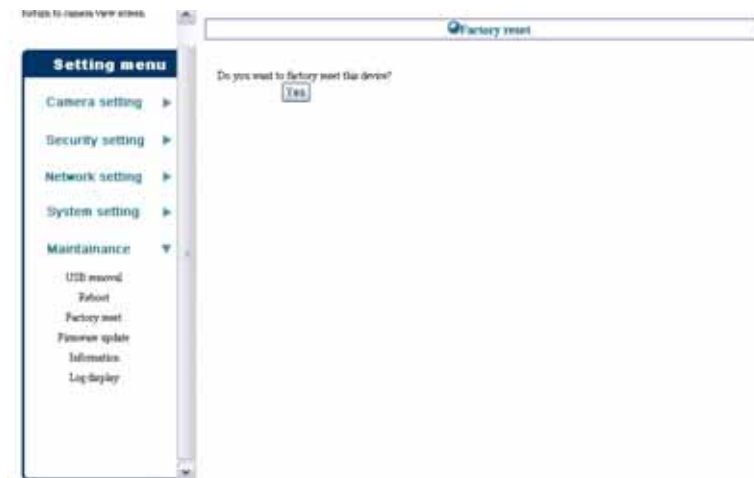 Return to camera view screen.
Setting menu
Camera setting
Security setting
Network setting
System setting
Maintainance
USB removal
Reboot
Factory reset
Firmware update
Information
Log display
Factory reset
Do you want to factory reset this device?
Yes